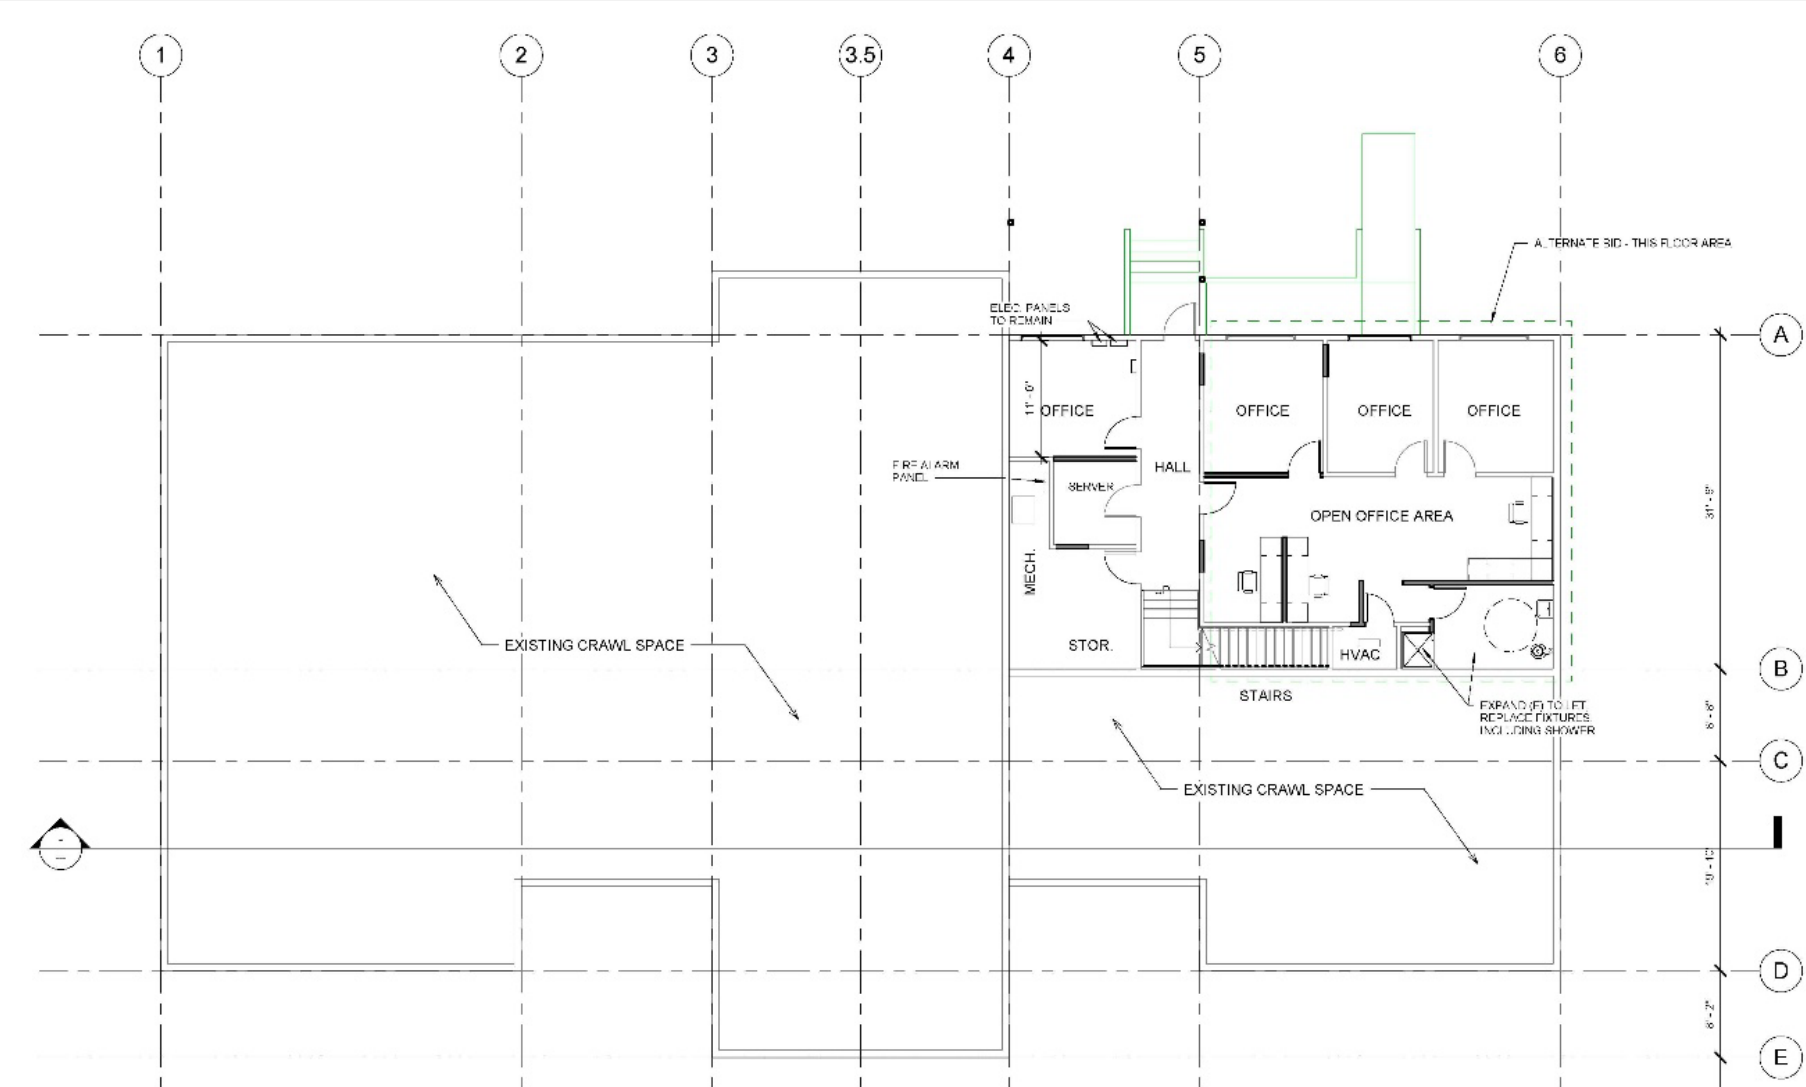 1
2
3
3.5
4
5
6
ALTERNATE BID - THIS FLOOR AREA
ELEC. PANELS
TO REMAIN
A
11' - 0"
OFFICE
OFFICE
OFFICE
OFFICE
FIRE ALARM
PANEL
HALL
SERVER
OPEN OFFICE AREA
MECH.
EXISTING CRAWL SPACE
STOR.
HVAC
B
STAIRS
EXPAND (E) TOILET,
REPLACE FIXTURES,
INCLUDING SHOWER
C
EXISTING CRAWL SPACE
D
8' - 2"
E